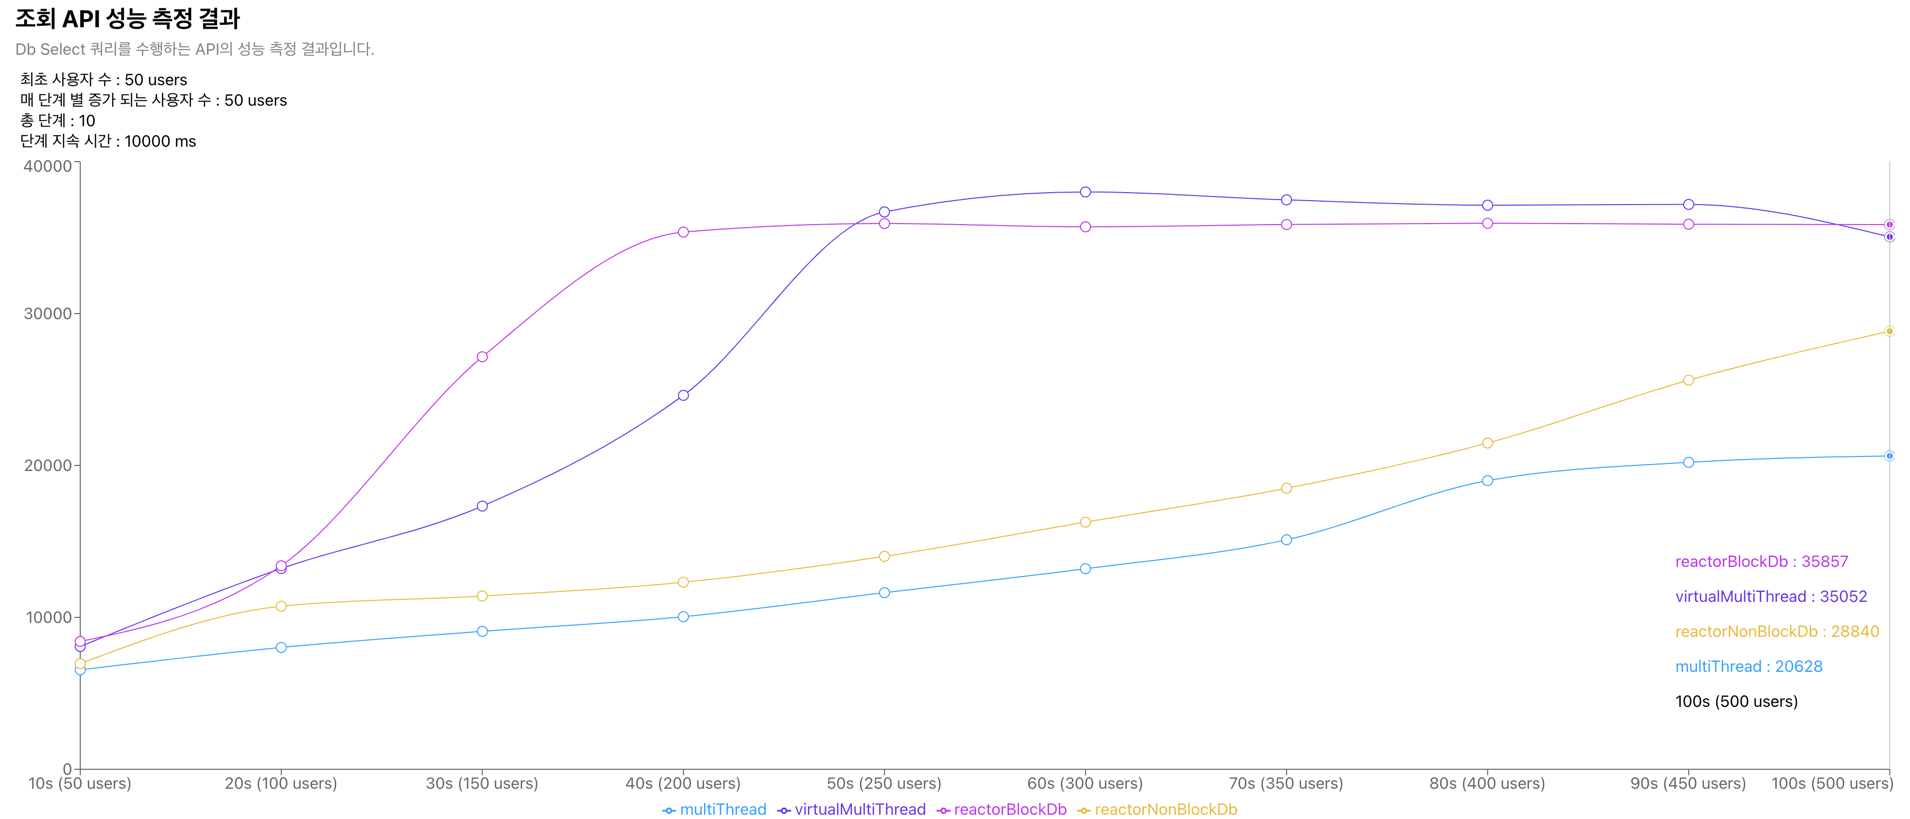 조회 API 성능 측정 결과
Db Select 쿼리를 수행하는 API의 성능 측정 결과입니다.
최초 사용자 수 : 50 users
매 단계 별 증가 되는 사용자 수 : 50 users
총 단계 : 10
단계 지속 시간 : 10000 ms
40000
30000
20000
10000
0
reactorBlockDb : 35857
virtualMultiThread : 35052
reactorNonBlockDb : 28840
multiThread : 20628
100s (500 users)
10s (50 users) 20s (100 users) 30s (150 users) 40s (200 users) 50s (250 users) 60s (300 users) 70s (350 users) 80s (400 users) 90s (450 users) 100s (500 users)
multiThread virtualMultiThread reactorBlockDb reactorNonBlockDb